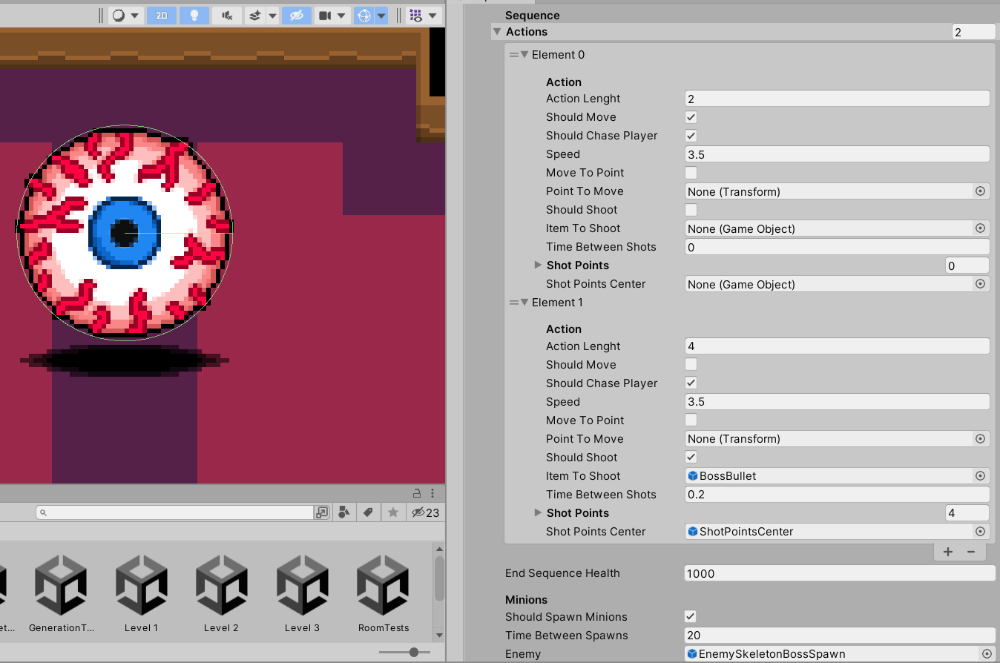 2D
Sequence
Actions 2
Element 0
Action
Action Lenght 2
Should Move
Should Chase Player
Speed 3.5
Move To Point
Point To Move None (Transform)
Should Shoot
Item To Shoot None (Game Object)
Time Between Shots 0
Shot Points 0
Shot Points Center None (Game Object)
Element 1
Action
Action Lenght 4
Should Move
Should Chase Player
Speed 3.5
Move To Point
Point To Move None (Transform)
Should Shoot
Item To Shoot BossBullet
Time Between Shots 0.2
Shot Points 4
Shot Points Center ShotPointsCenter
End Sequence Health 1000
Minions
Should Spawn Minions
Time Between Spawns 20
Enemy EnemySkeletonBossSpawn
23
et... GenerationT... Level 1 Level 2 Level 3 RoomTests